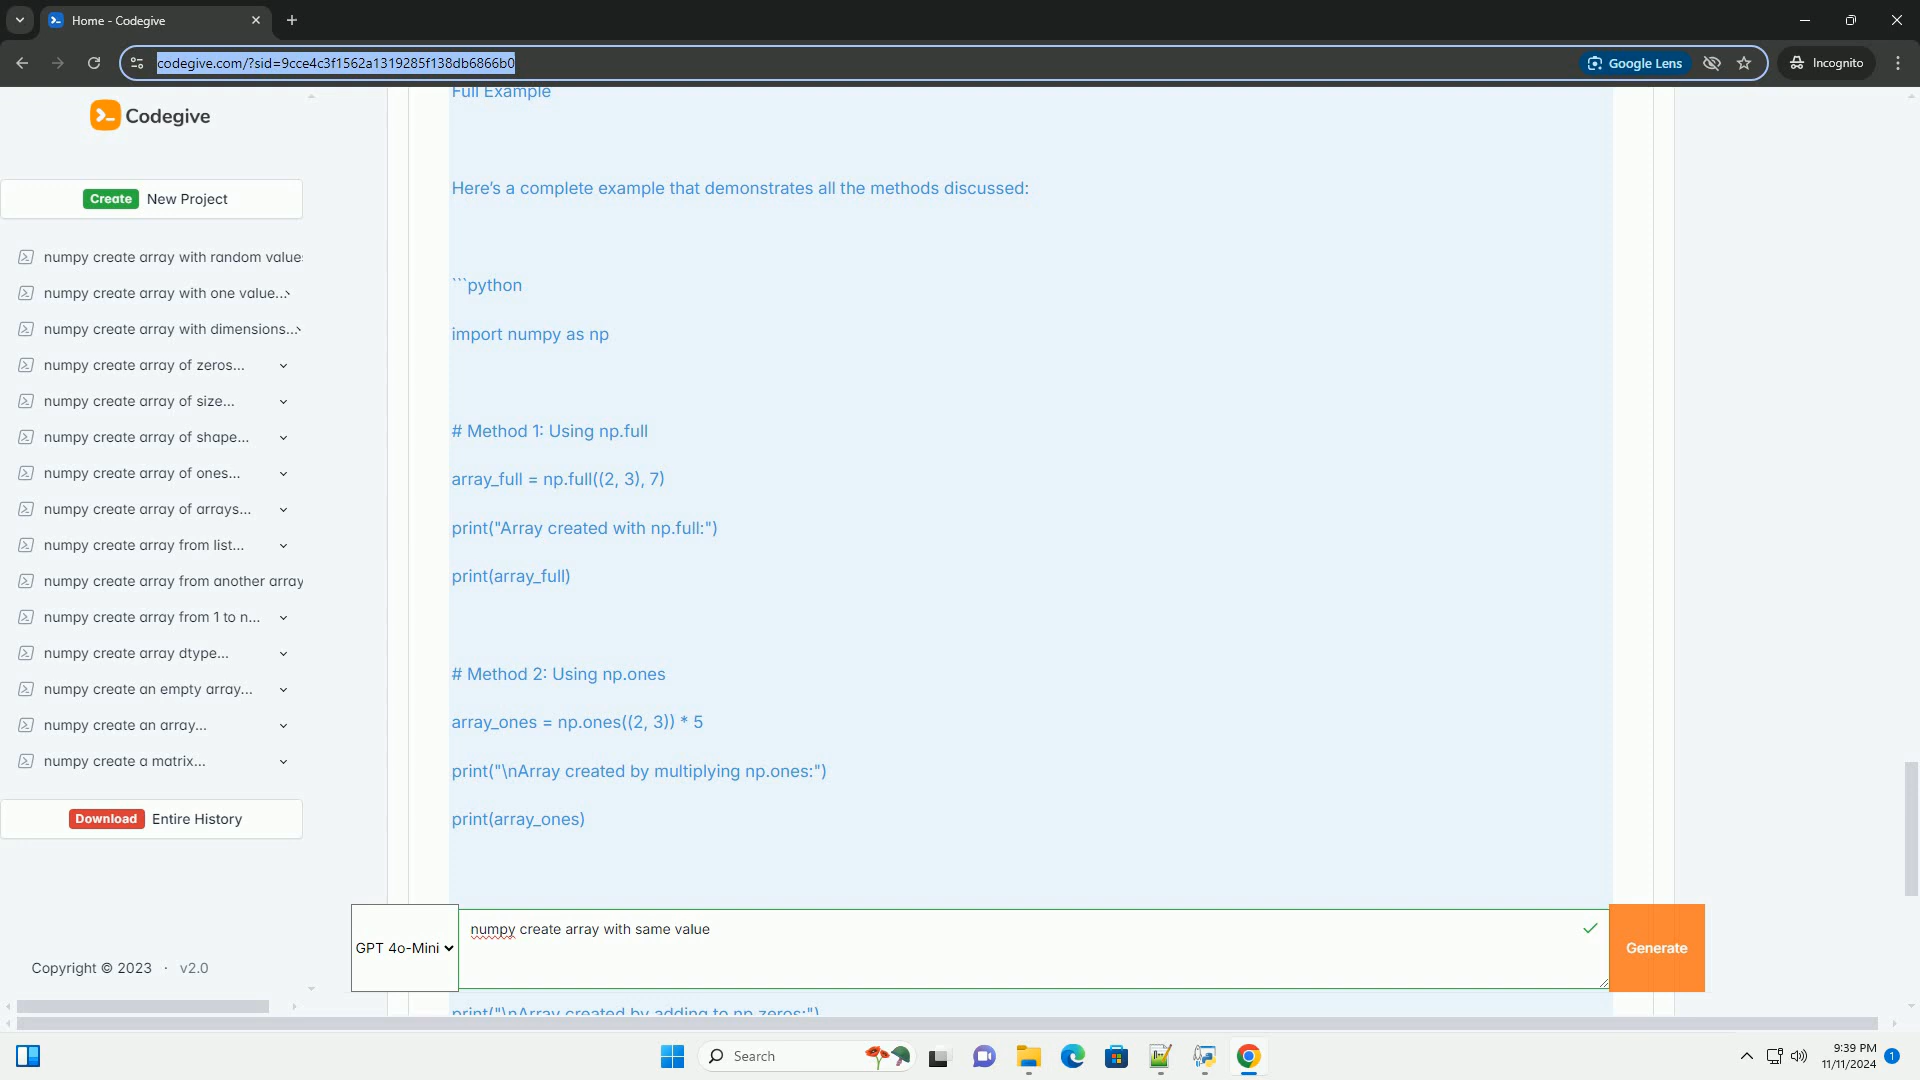 Home - Codegive
codegive.com/?sid=9cce4c3f1562a1319285f138db6866b0
Google Lens
Incognito
Codegive
Create New Project
numpy create array with random value
numpy create array with one value...
numpy create array with dimensions...
numpy create array of zeros...
numpy create array of size...
numpy create array of shape...
numpy create array of ones...
numpy create array of arrays...
numpy create array from list...
numpy create array from another array
numpy create array from 1 to n...
numpy create array dtype...
numpy create an empty array...
numpy create an array...
numpy create a matrix...
Download Entire History
Copyright © 2023 · v2.0
Full Example
Here’s a complete example that demonstrates all the methods discussed:
```python
import numpy as np
# Method 1: Using np.full
array_full = np.full((2, 3), 7)
print("Array created with np.full:")
print(array_full)
# Method 2: Using np.ones
array_ones = np.ones((2, 3)) * 5
print("\nArray created by multiplying np.ones:")
print(array_ones)
GPT 4o-Mini
numpy create array with same value
Generate
print("\nArray created by adding to np.zeros:")
Search
9:39 PM
11/11/2024
1